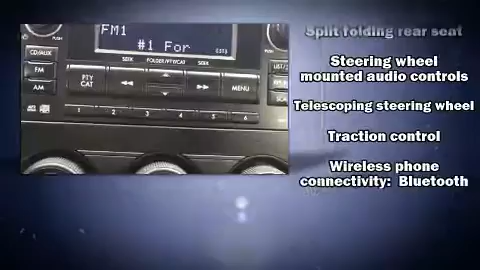 FM1
#1 For
PUSH
PUSH
CD/AUX
FM
AM
SEEK
FOLDER/PTY/CAT
SEEK
PTY
CAT
MENU
1
2
3
4
5
6
Split folding rear seat
Steering wheel
mounted audio controls
Telescoping steering wheel
Traction control
Wireless phone
connectivity: Bluetooth